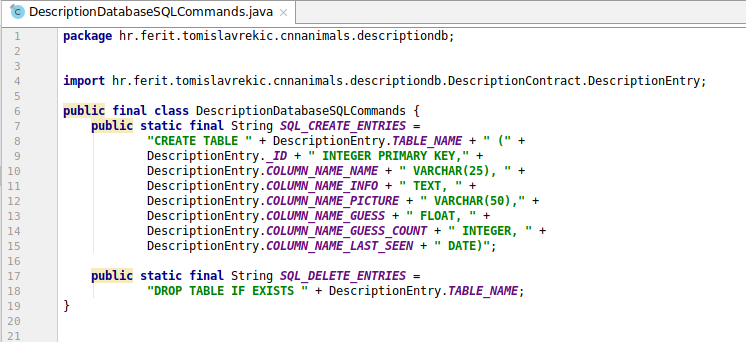 DescriptionDatabaseSQLCommands.java ×
1 package hr.ferit.tomislavrekic.cnnanimals.descriptiondb;
2
3
4 import hr.ferit.tomislavrekic.cnnanimals.descriptiondb.DescriptionContract.DescriptionEntry;
5
6 public final class DescriptionDatabaseSQLCommands {
7     public static final String SQL_CREATE_ENTRIES =
8             "CREATE TABLE " + DescriptionEntry.TABLE_NAME + " (" +
9             DescriptionEntry._ID + " INTEGER PRIMARY KEY," +
10             DescriptionEntry.COLUMN_NAME_NAME + " VARCHAR(25), " +
11             DescriptionEntry.COLUMN_NAME_INFO + " TEXT, " +
12             DescriptionEntry.COLUMN_NAME_PICTURE + " VARCHAR(50)," +
13             DescriptionEntry.COLUMN_NAME_GUESS + " FLOAT, " +
14             DescriptionEntry.COLUMN_NAME_GUESS_COUNT + " INTEGER, " +
15             DescriptionEntry.COLUMN_NAME_LAST_SEEN + " DATE)";
16
17     public static final String SQL_DELETE_ENTRIES =
18             "DROP TABLE IF EXISTS " + DescriptionEntry.TABLE_NAME;
19 }
20
21